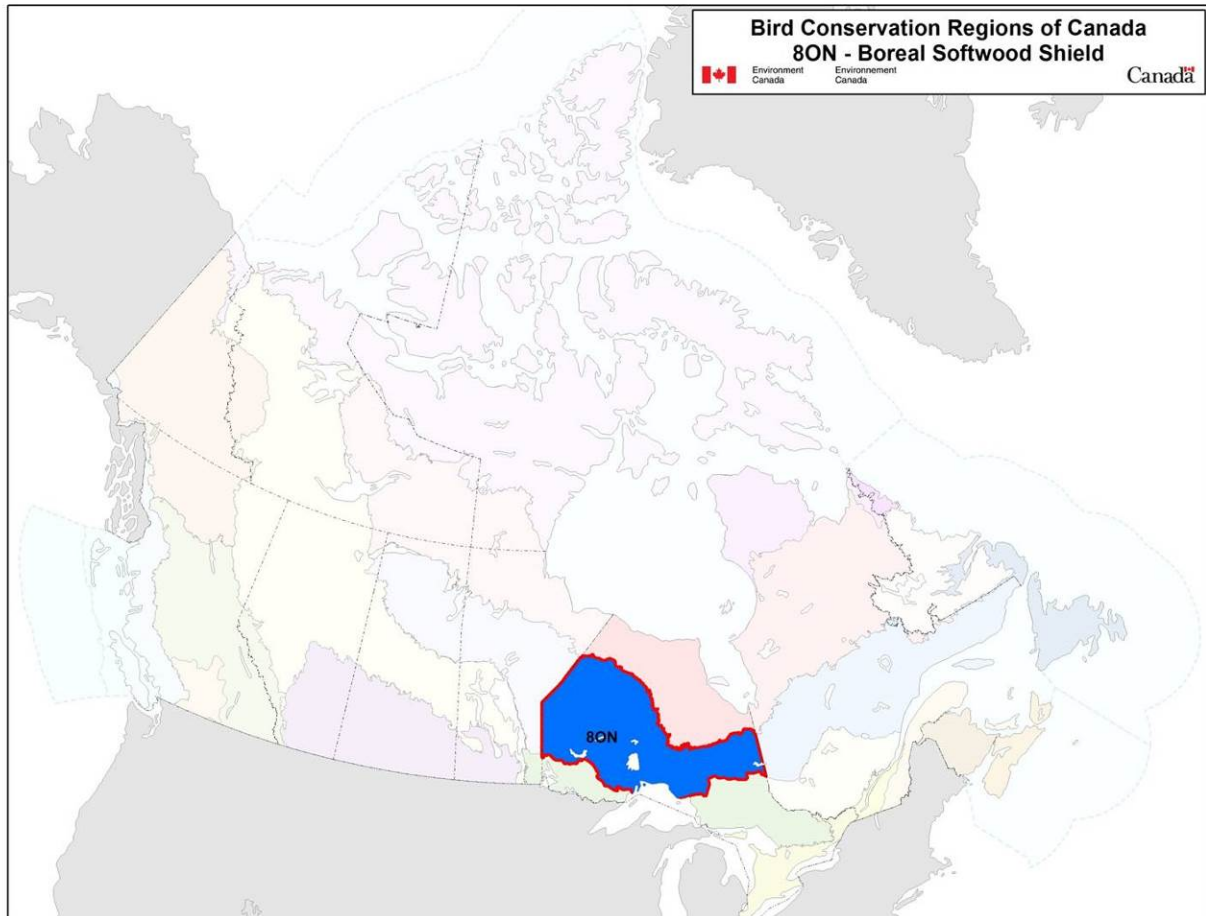 Bird Conservation Regions of Canada
8ON - Boreal Softwood Shield
Environment Environnement
Canada Canada
Canada
8ON